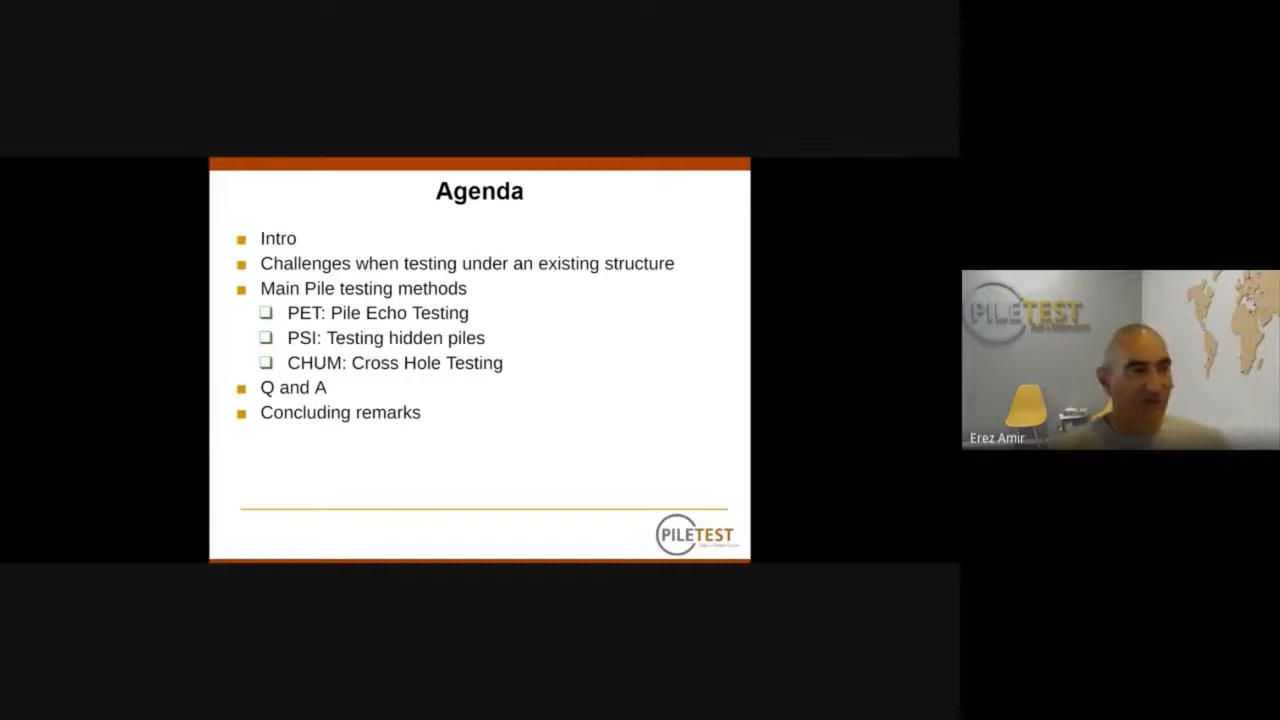 Agenda
Intro
Challenges when testing under an existing structure
Main Pile testing methods
PET: Pile Echo Testing
PSI: Testing hidden piles
CHUM: Cross Hole Testing
Q and A
Concluding remarks
PILETEST
PILETEST
Erez Amir